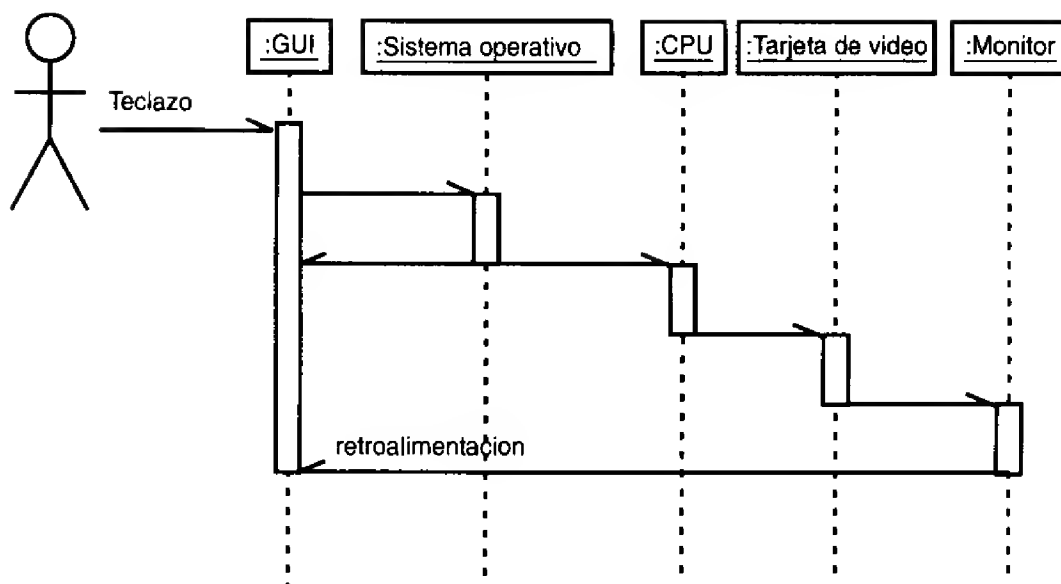 :GUI
:Sistema operativo
:CPU
:Tarjeta de video
:Monitor
Teclazo
retroalimentacion